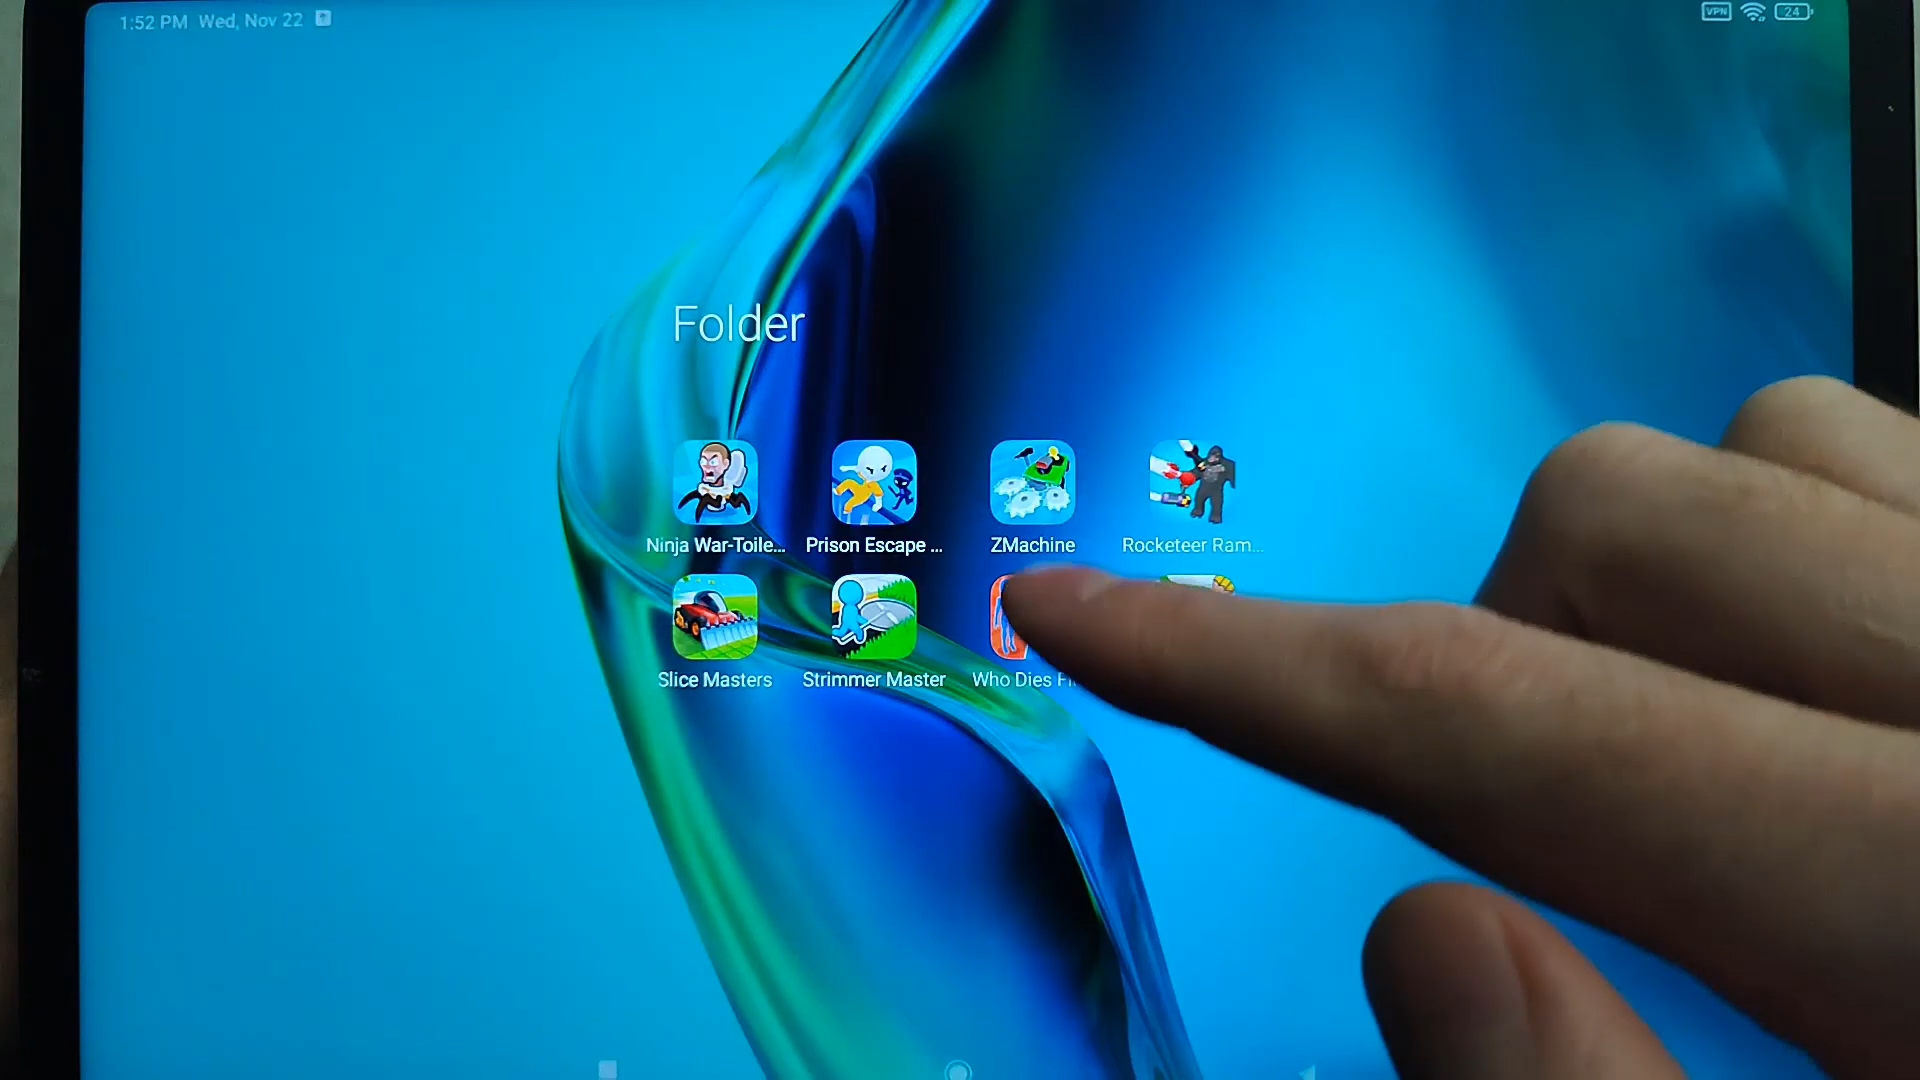 1:52 PM Wed, Nov 22
VPN 24
Folder
Ninja War-Toile...
Prison Escape ...
ZMachine
Rocketeer Ram...
Slice Masters
Strimmer Master
Who Dies